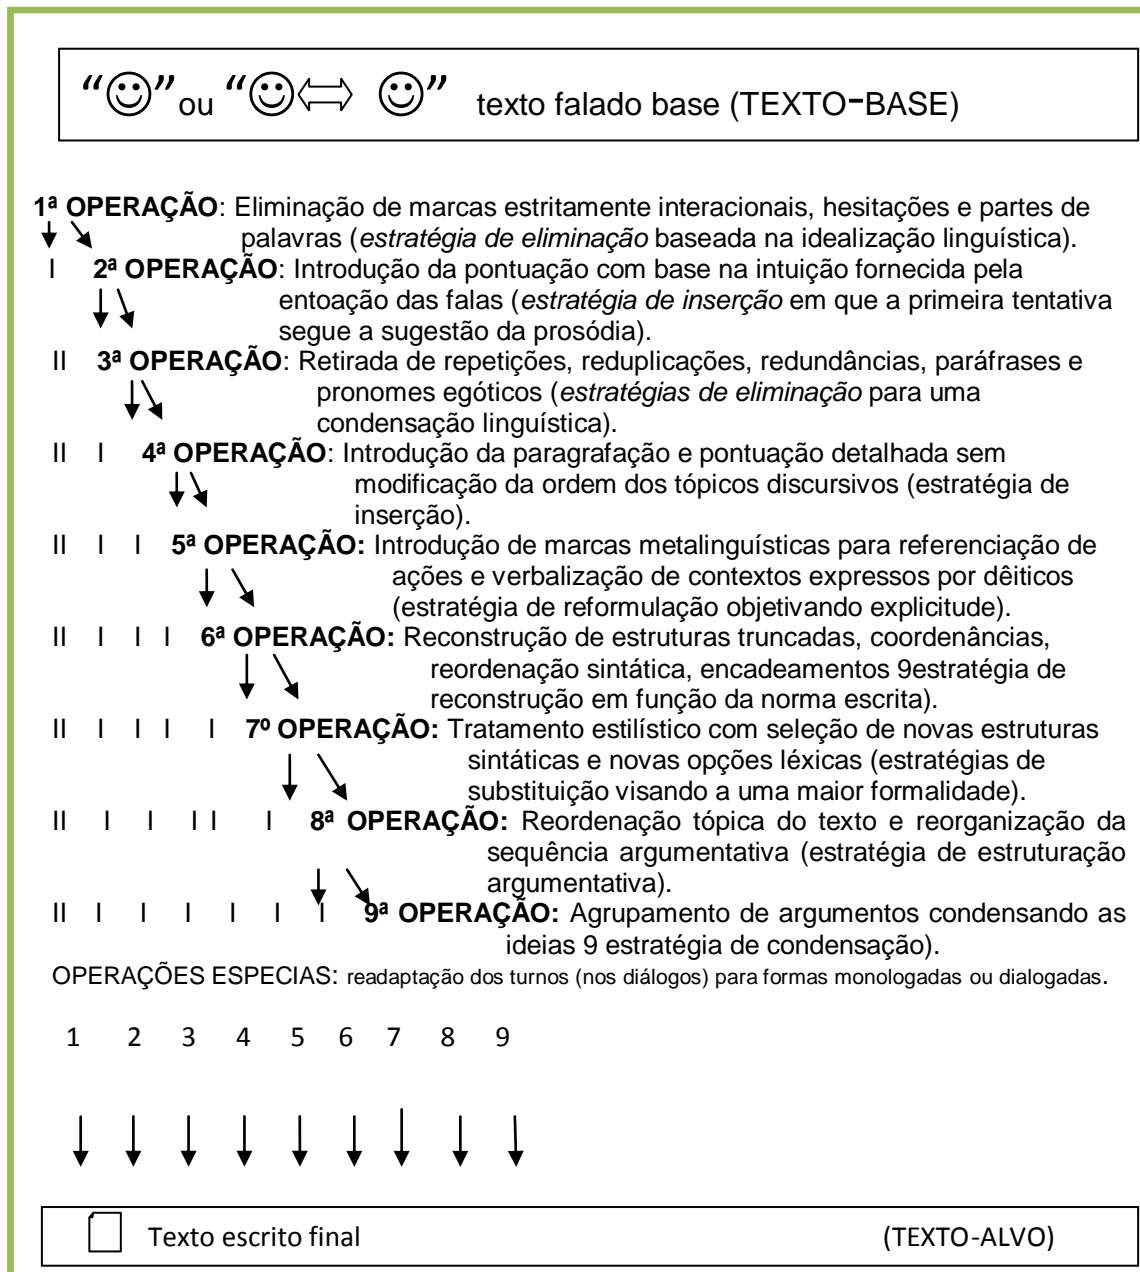 “☺” ou “☺⇔ ☺” texto falado base (TEXTO-BASE)
1ª OPERAÇÃO: Eliminação de marcas estritamente interacionais, hesitações e partes de
palavras (estratégia de eliminação baseada na idealização linguística).
I 2ª OPERAÇÃO: Introdução da pontuação com base na intuição fornecida pela
entoação das falas (estratégia de inserção em que a primeira tentativa
segue a sugestão da prosódia).
II 3ª OPERAÇÃO: Retirada de repetições, reduplicações, redundâncias, paráfrases e
pronomes egóticos (estratégias de eliminação para uma
condensação linguística).
II I 4ª OPERAÇÃO: Introdução da paragrafação e pontuação detalhada sem
modificação da ordem dos tópicos discursivos (estratégia de
inserção).
II I I 5ª OPERAÇÃO: Introdução de marcas metalinguísticas para referenciação de
ações e verbalização de contextos expressos por dêiticos
(estratégia de reformulação objetivando explicitude).
II I I I 6ª OPERAÇÃO: Reconstrução de estruturas truncadas, coordenâncias,
reordenação sintática, encadeamentos 9estratégia de
reconstrução em função da norma escrita).
II I I I I 7º OPERAÇÃO: Tratamento estilístico com seleção de novas estruturas
sintáticas e novas opções léxicas (estratégias de
substituição visando a uma maior formalidade).
II I I I I I 8ª OPERAÇÃO: Reordenação tópica do texto e reorganização da
sequência argumentativa (estratégia de estruturação
argumentativa).
II I I I I I I 9ª OPERAÇÃO: Agrupamento de argumentos condensando as
ideias 9 estratégia de condensação).
OPERAÇÕES ESPECIAS: readaptação dos turnos (nos diálogos) para formas monologadas ou dialogadas.
1 2 3 4 5 6 7 8 9
Texto escrito final (TEXTO-ALVO)